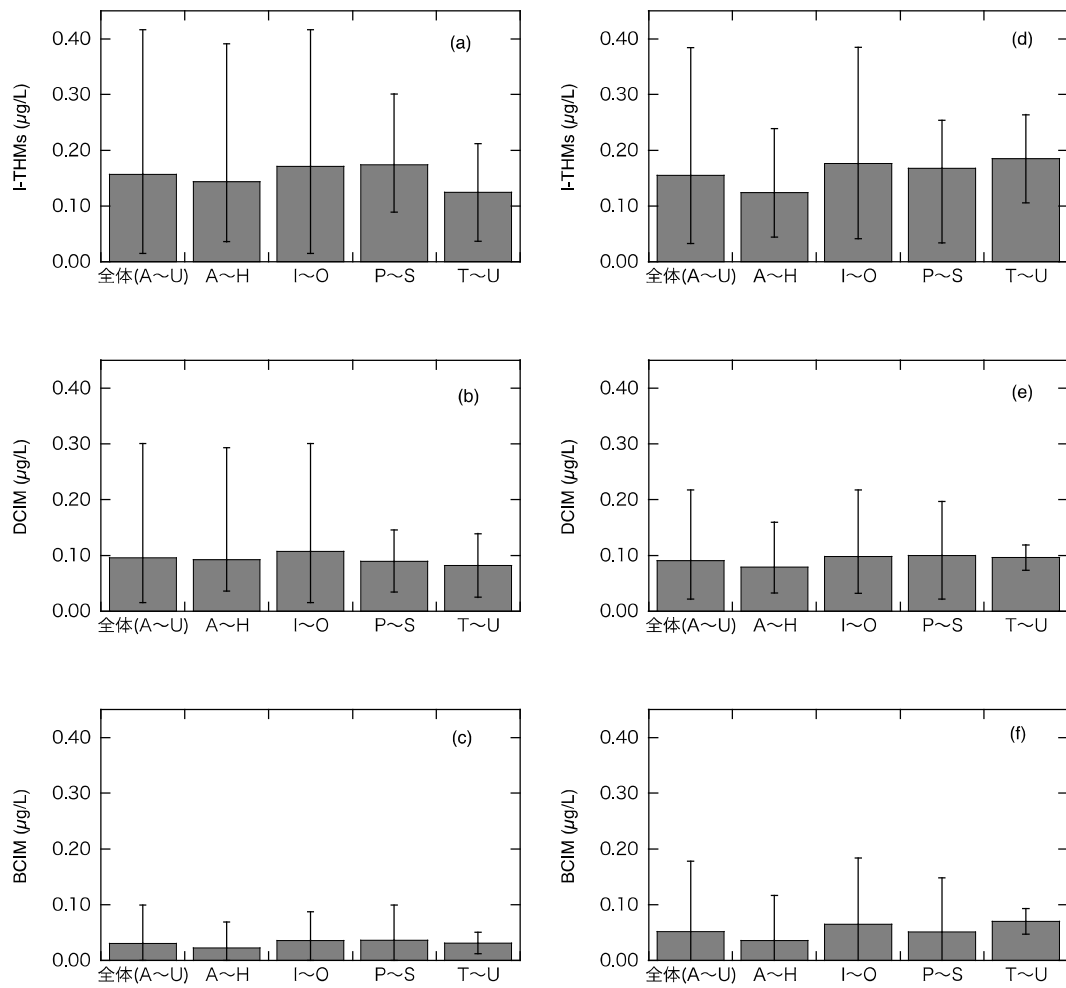 (a)
I-THMs (µg/L)
0.40
0.30
0.20
0.10
0.00
全体(A〜U) A〜H I〜O P〜S T〜U
(d)
I-THMs (µg/L)
0.40
0.30
0.20
0.10
0.00
全体(A〜U) A〜H I〜O P〜S T〜U
(b)
DCIM (µg/L)
0.40
0.30
0.20
0.10
0.00
全体(A〜U) A〜H I〜O P〜S T〜U
(e)
DCIM (µg/L)
0.40
0.30
0.20
0.10
0.00
全体(A〜U) A〜H I〜O P〜S T〜U
(c)
BCIM (µg/L)
0.40
0.30
0.20
0.10
0.00
全体(A〜U) A〜H I〜O P〜S T〜U
(f)
BCIM (µg/L)
0.40
0.30
0.20
0.10
0.00
全体(A〜U) A〜H I〜O P〜S T〜U